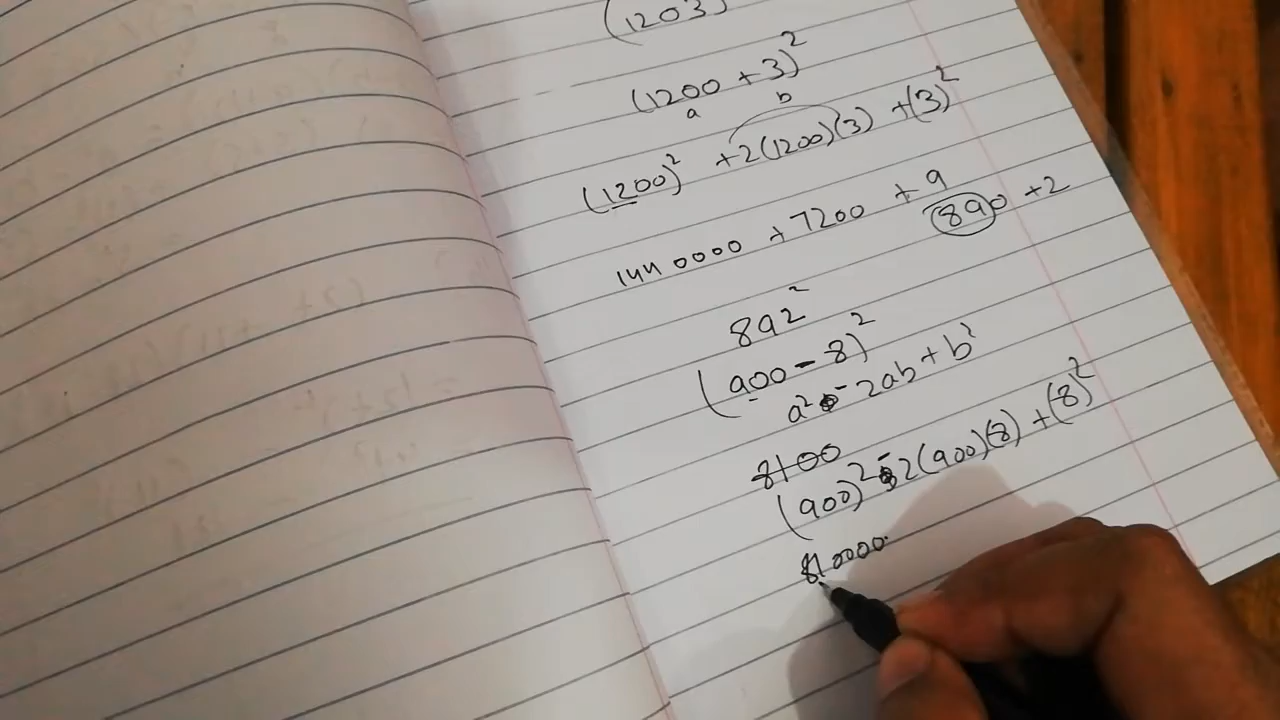 (1203)
(1200 + 3)²
a b
(1200)² + 2(1200)(3) + (3)²
1440000 + 7200 + 9
890 + 2
892²
(900 - 8)²
a² - 2ab + b²
8100
(900)² - 2(900)(8) + (8)²
810000